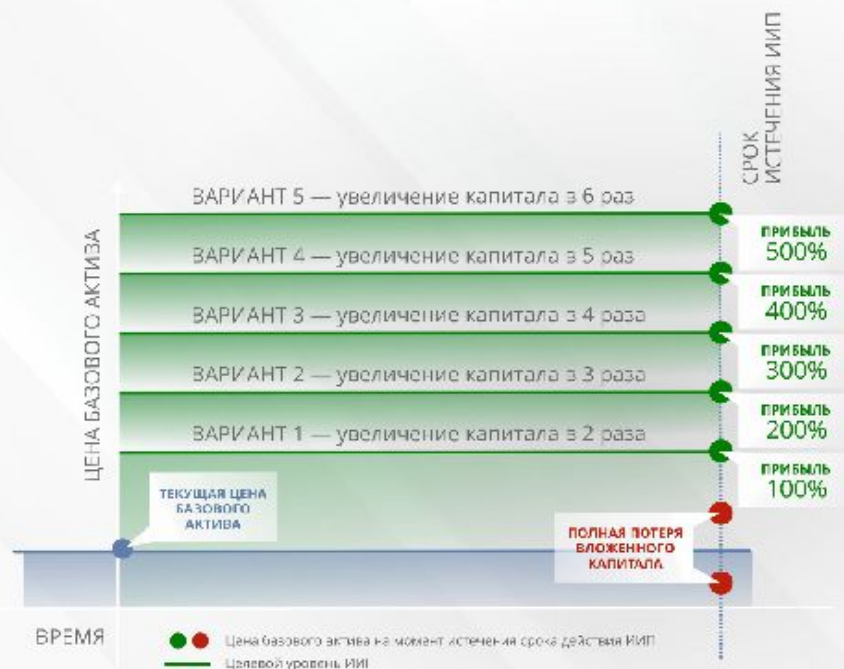 СРОК
ИСТЕЧЕНИЯ ИИП
ЦЕНА БАЗОВОГО АКТИВА
ВАРИАНТ 5 — увеличение капитала в 6 раз
ПРИБЫЛЬ
500%
ВАРИАНТ 4 — увеличение капитала в 5 раз
ПРИБЫЛЬ
400%
ВАРИАНТ 3 — увеличение капитала в 4 раза
ПРИБЫЛЬ
300%
ВАРИАНТ 2 — увеличение капитала в 3 раза
ПРИБЫЛЬ
200%
ВАРИАНТ 1 — увеличение капитала в 2 раза
ПРИБЫЛЬ
100%
ТЕКУЩАЯ ЦЕНА
БАЗОВОГО
АКТИВА
ПОЛНАЯ ПОТЕРЯ
ВЛОЖЕННОГО
КАПИТАЛА
ВРЕМЯ
Цена базового актива на момент истечения срока действия ИИП
Целевой уровень ИИП